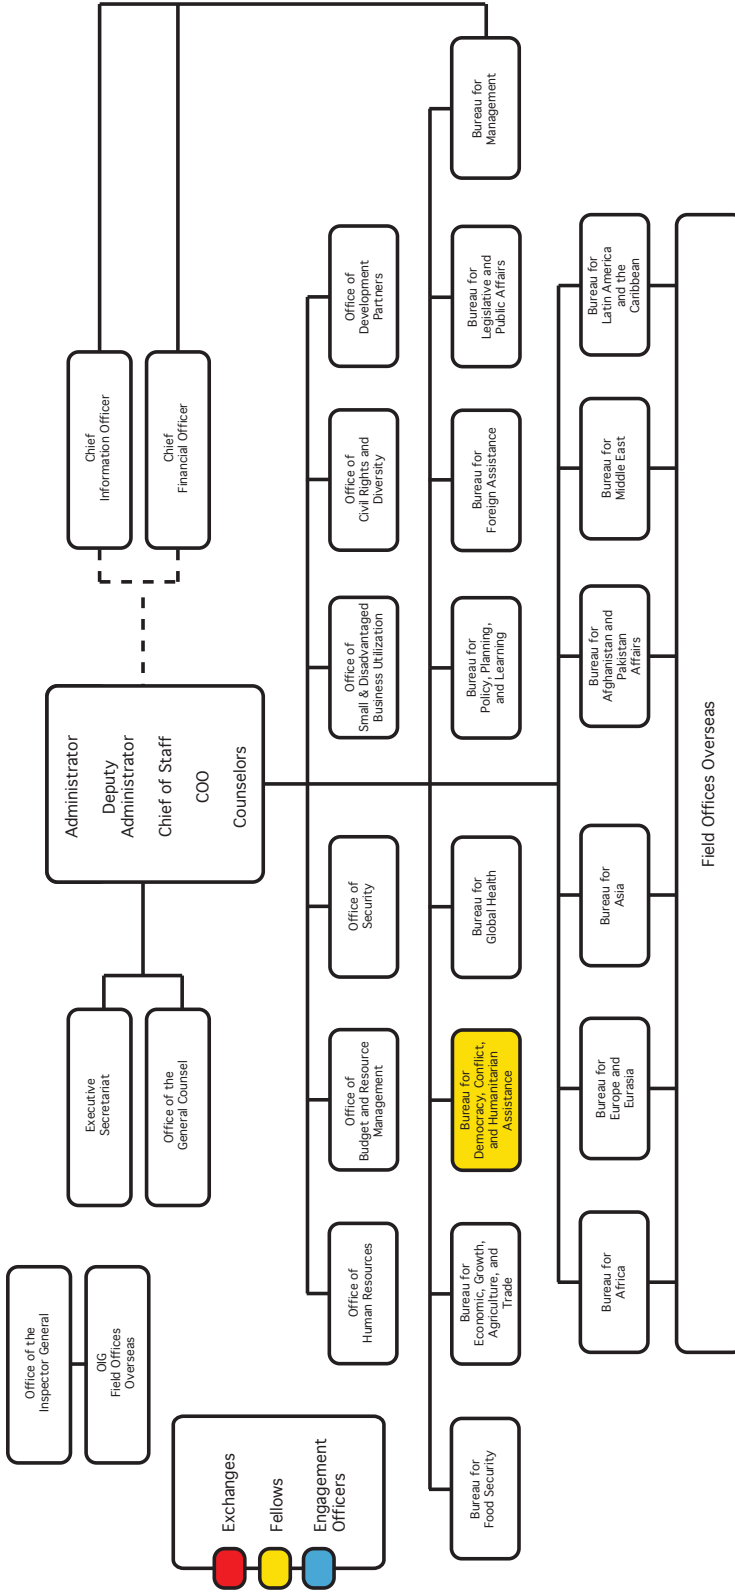 Administrator
Deputy
Administrator
Chief of Staff
COO
Counselors
Chief
Information Officer
Chief
Financial Officer
Executive
Secretariat
Office of the
General Counsel
Office of the
Inspector General
OIG
Field Offices
Overseas
Office of
Human Resources
Office of
Budget and Resource
Management
Office of
Security
Office of
Small & Disadvantaged
Business Utilization
Office of
Civil Rights and
Diversity
Office of
Development
Partners
Bureau for
Food Security
Bureau for
Economic, Growth,
Agriculture, and
Trade
Bureau for
Democracy, Conflict,
and Humanitarian
Assistance
Bureau for
Global Health
Bureau for
Policy, Planning,
and Learning
Bureau for
Foreign Assistance
Bureau for
Legislative and
Public Affairs
Bureau for
Management
Bureau for
Africa
Bureau for
Europe and
Eurasia
Bureau for
Asia
Bureau for
Afghanistan and
Pakistan
Affairs
Bureau for
Middle East
Bureau for
Latin America
and the
Caribbean
Field Offices Overseas
Exchanges
Fellows
Engagement
Officers